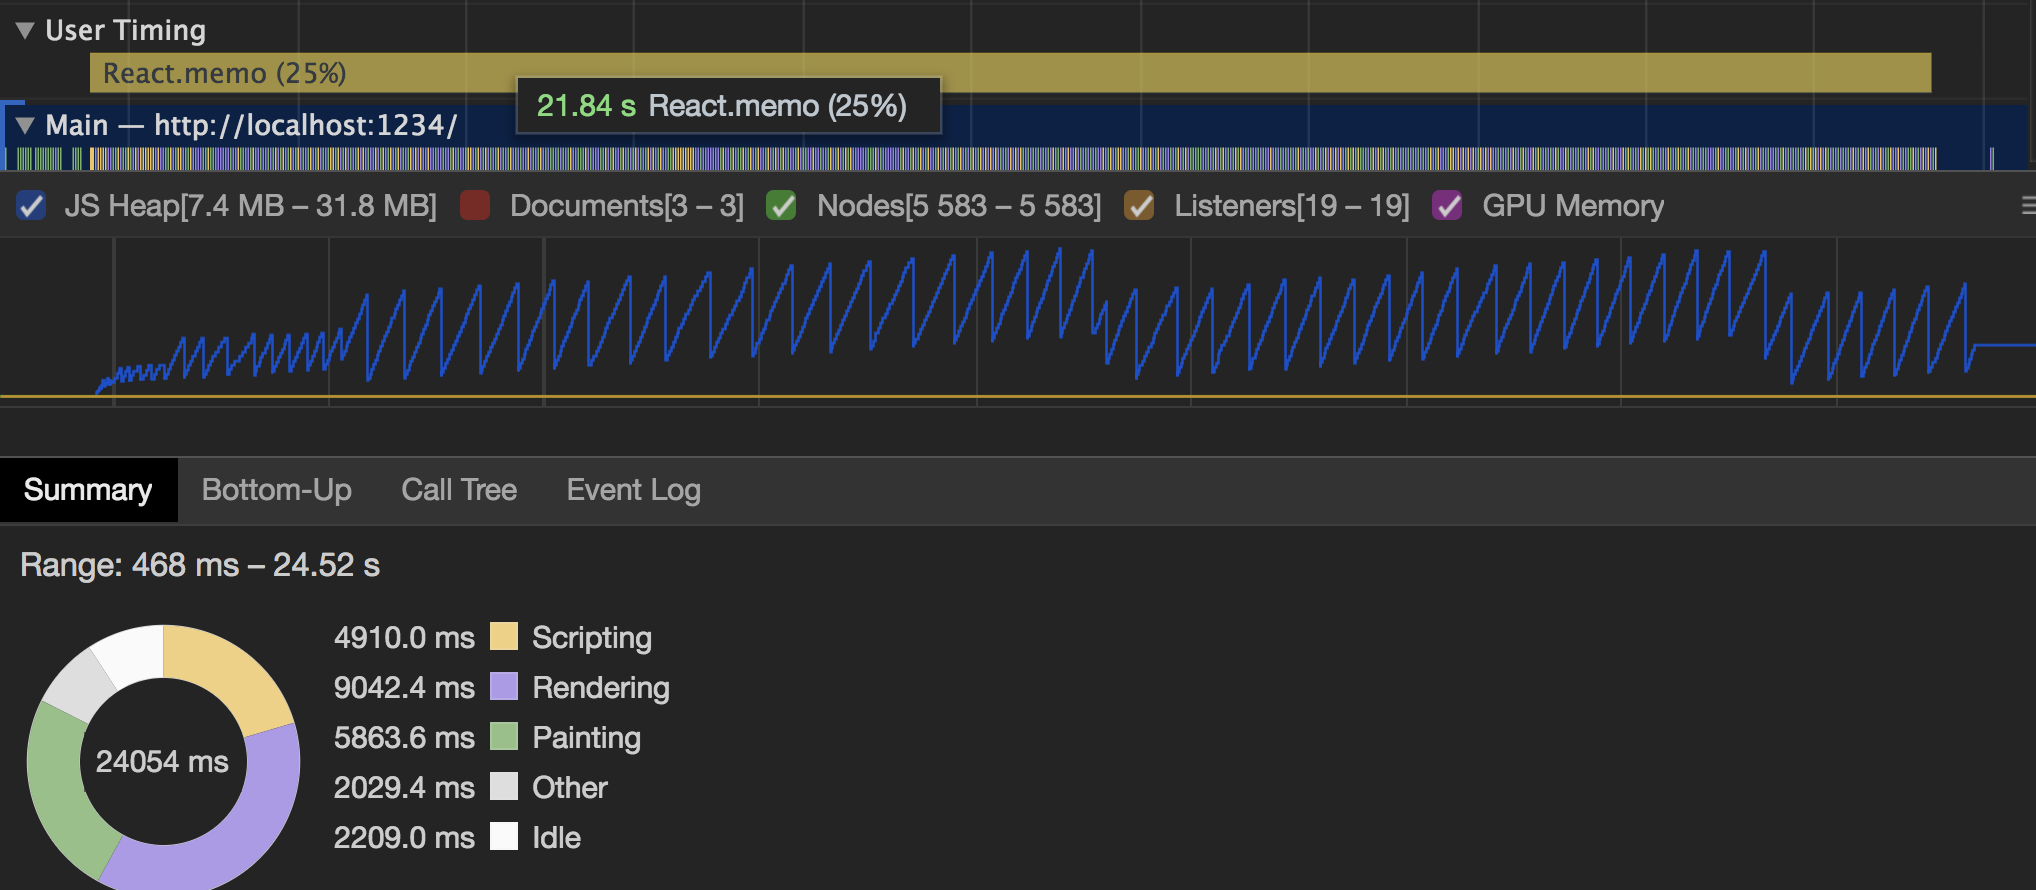 User Timing
React.memo (25%)
21.84 s React.memo (25%)
Main — http://localhost:1234/
JS Heap[7.4 MB – 31.8 MB] Documents[3 – 3] Nodes[5 583 – 5 583] Listeners[19 – 19] GPU Memory
Summary Bottom-Up Call Tree Event Log
Range: 468 ms – 24.52 s
4910.0 ms Scripting
9042.4 ms Rendering
5863.6 ms Painting
24054 ms
2029.4 ms Other
2209.0 ms Idle